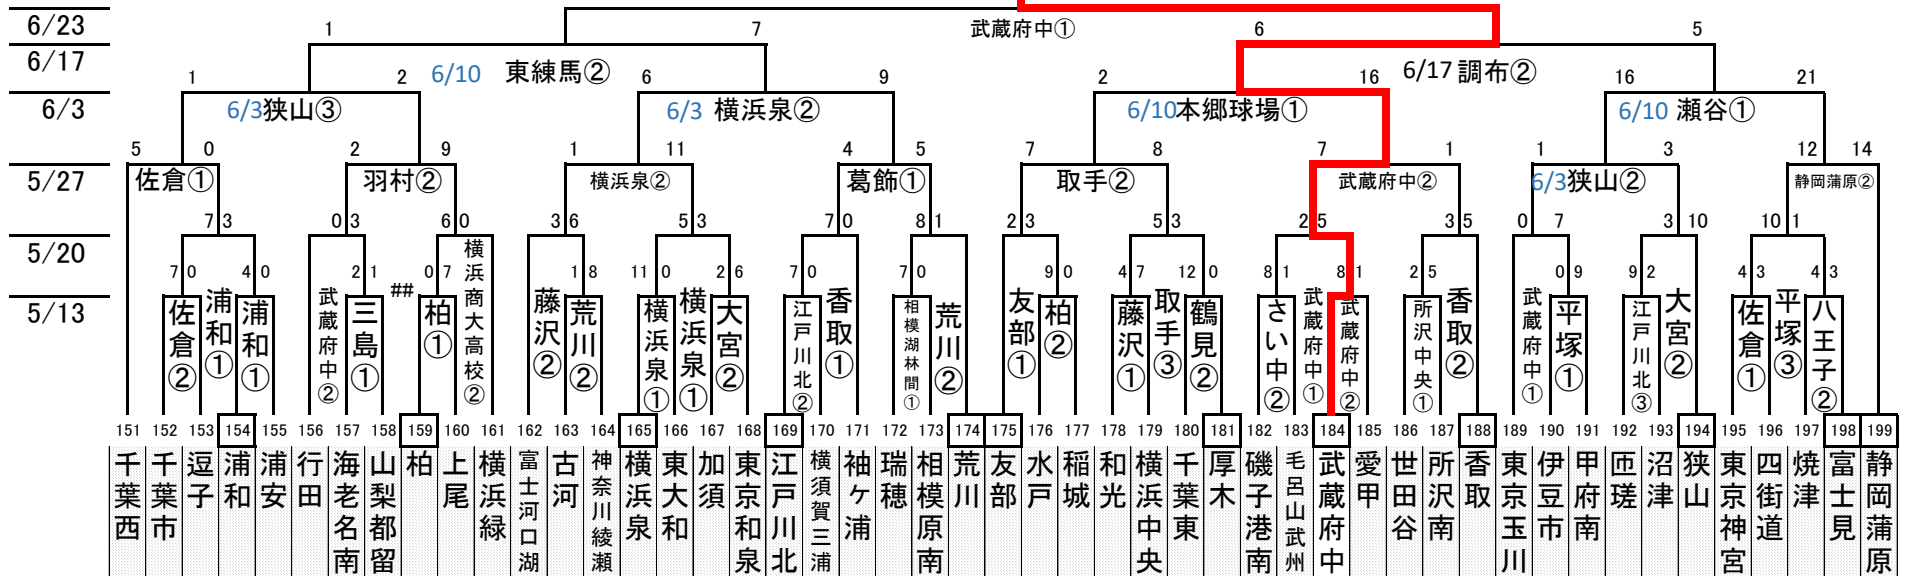 6/23 1 7 武蔵府中① 6 5
6/17 1 2 6/10 東練馬② 6 9 2 16 6/17 調布② 16 21
6/3 6/3狭山③ 6/3 横浜泉② 6/10本郷球場① 6/10 瀬谷①
5 0 2 9 1 11 4 5 7 8 7 1 1 3 12 14
5/27 佐倉① 羽村② 横浜泉② 葛飾① 取手② 武蔵府中② 6/3狭山② 静岡蒲原②
7 3 0 3 6 0 3 6 5 3 7 0 8 1 2 3 5 3 2 5 3 5 0 7 3 10 10 1
5/20
7 0 4 0 2 1 0 7 1 8 11 0 2 6 7 0 7 0 9 0 4 7 12 0 8 1 8 1 2 5 0 9 9 2 4 3 4 3
5/13
##
佐倉②
浦和①
浦和①
武蔵府中②
三島①
柏①
横浜商大高校②
藤沢②
荒川②
横浜泉①
横浜泉①
大宮②
江戸川北②
香取①
相模湖林間①
荒川②
友部①
柏②
藤沢①
取手③
鶴見②
さい中②
武蔵府中①
武蔵府中②
所沢中央①
香取②
武蔵府中①
平塚①
江戸川北③
大宮②
佐倉①
平塚③
八王子②
151 152 153 154 155 156 157 158 159 160 161 162 163 164 165 166 167 168 169 170 171 172 173 174 175 176 177 178 179 180 181 182 183 184 185 186 187 188 189 190 191 192 193 194 195 196 197 198 199
千葉西
千葉市
逗子
浦和
浦安
行田
海老名南
山梨都留
柏
上尾
横浜緑
富士河口湖
古河
神奈川綾瀬
横浜泉
東大和
加須
東京和泉
江戸川北
横須賀三浦
袖ヶ浦
瑞穂
相模原南
荒川
友部
水戸
稲城
和光
横浜中央
千葉東
厚木
磯子港南
毛呂山武州
武蔵府中
愛甲
世田谷
所沢南
香取
東京玉川
伊豆市
甲府南
匝瑳
沼津
狭山
東京神宮
四街道
焼津
富士見
静岡蒲原